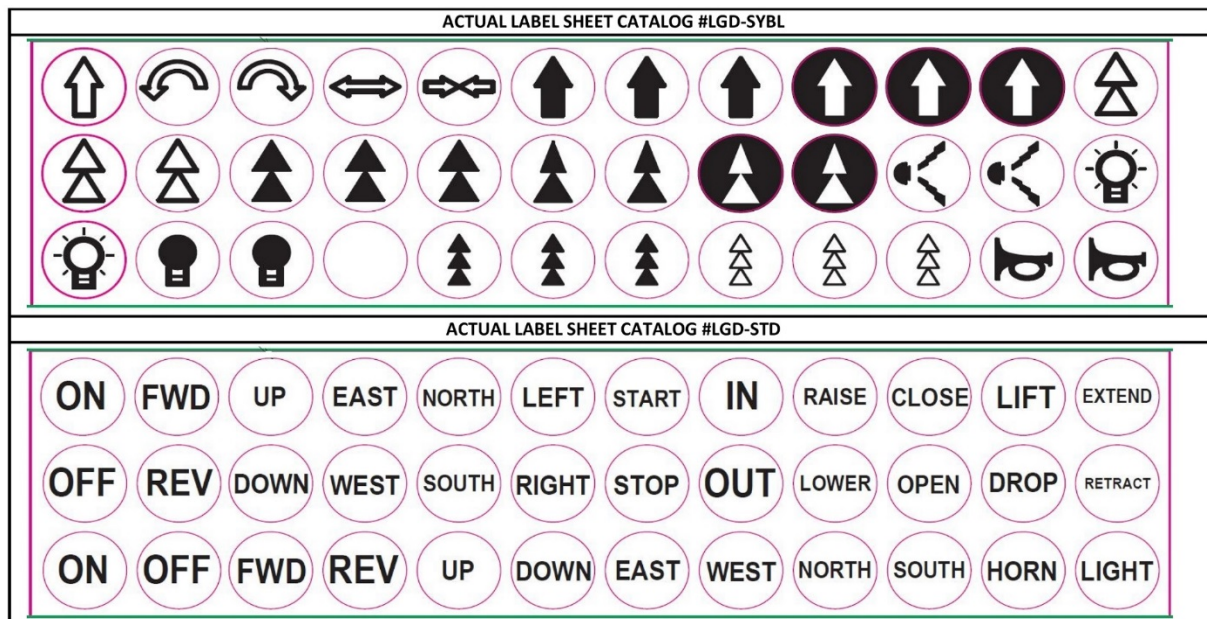 ACTUAL LABEL SHEET CATALOG #LGD-SYBL
ACTUAL LABEL SHEET CATALOG #LGD-STD
ON FWD UP EAST NORTH LEFT START IN RAISE CLOSE LIFT EXTEND
OFF REV DOWN WEST SOUTH RIGHT STOP OUT LOWER OPEN DROP RETRACT
ON OFF FWD REV UP DOWN EAST WEST NORTH SOUTH HORN LIGHT